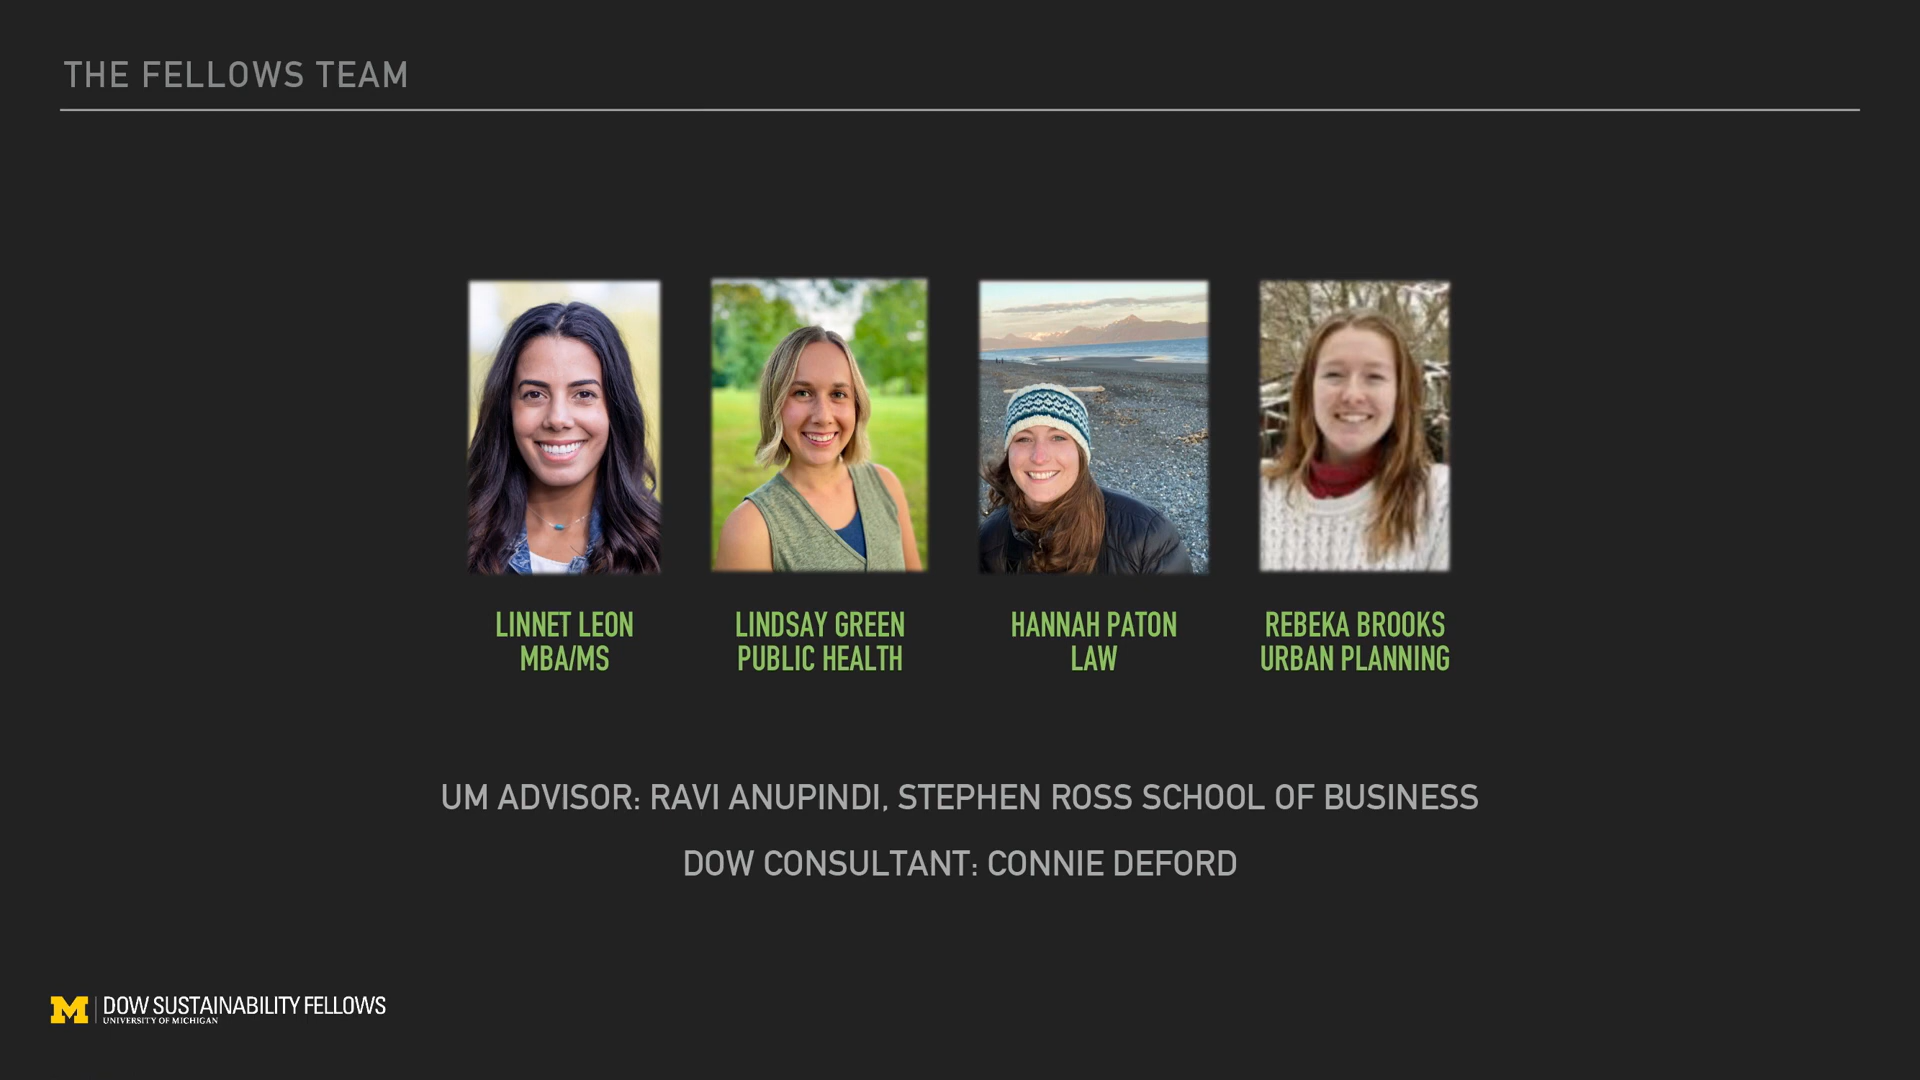 THE FELLOWS TEAM
LINNET LEON
MBA/MS
LINDSAY GREEN
PUBLIC HEALTH
HANNAH PATON
LAW
REBEKA BROOKS
URBAN PLANNING
UM ADVISOR: RAVI ANUPINDI, STEPHEN ROSS SCHOOL OF BUSINESS
DOW CONSULTANT: CONNIE DEFORD
M DOW SUSTAINABILITY FELLOWS
UNIVERSITY OF MICHIGAN